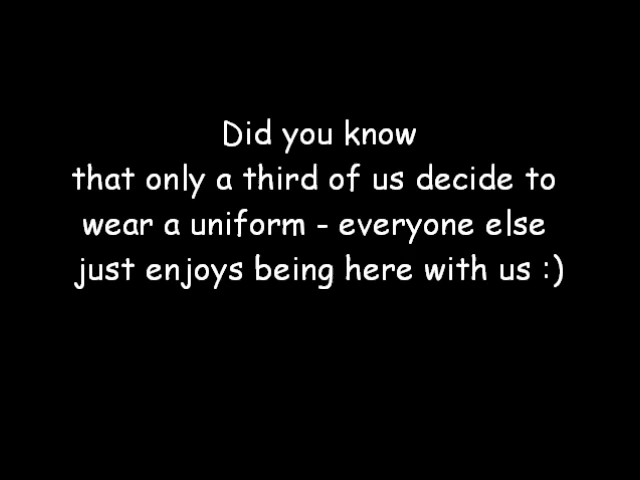 Did you know
that only a third of us decide to
wear a uniform - everyone else
just enjoys being here with us :)